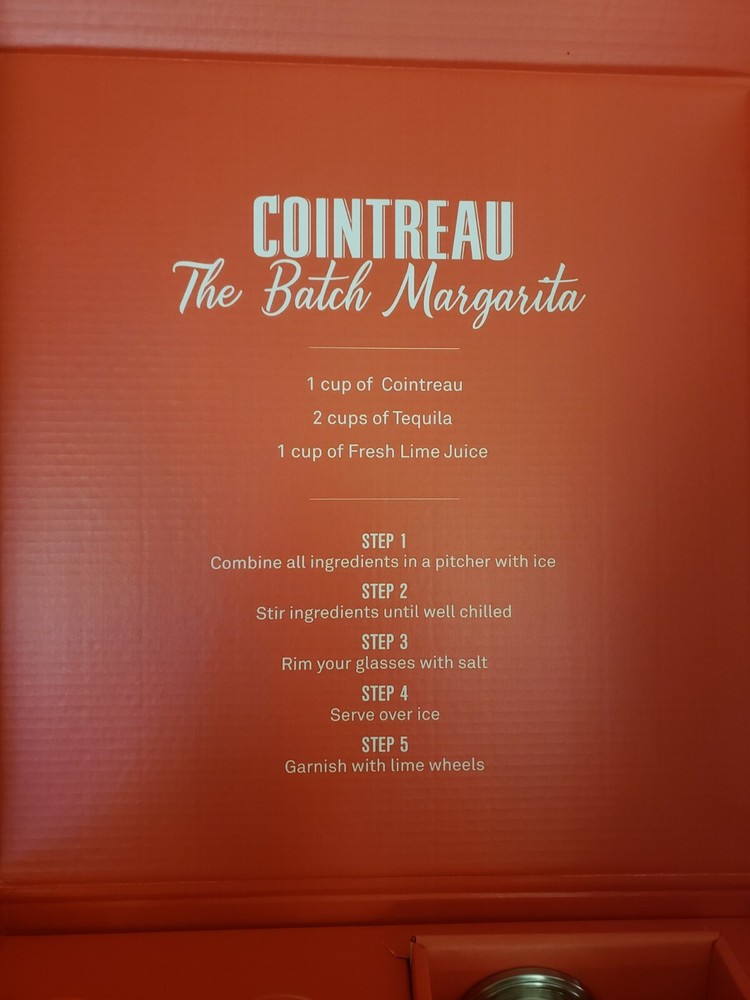 COINTREAU
The Batch Margarita
1 cup of Cointreau
2 cups of Tequila
1 cup of Fresh Lime Juice
STEP 1
Combine all ingredients in a pitcher with ice
STEP 2
Stir ingredients until well chilled
STEP 3
Rim your glasses with salt
STEP 4
Serve over ice
STEP 5
Garnish with lime wheels